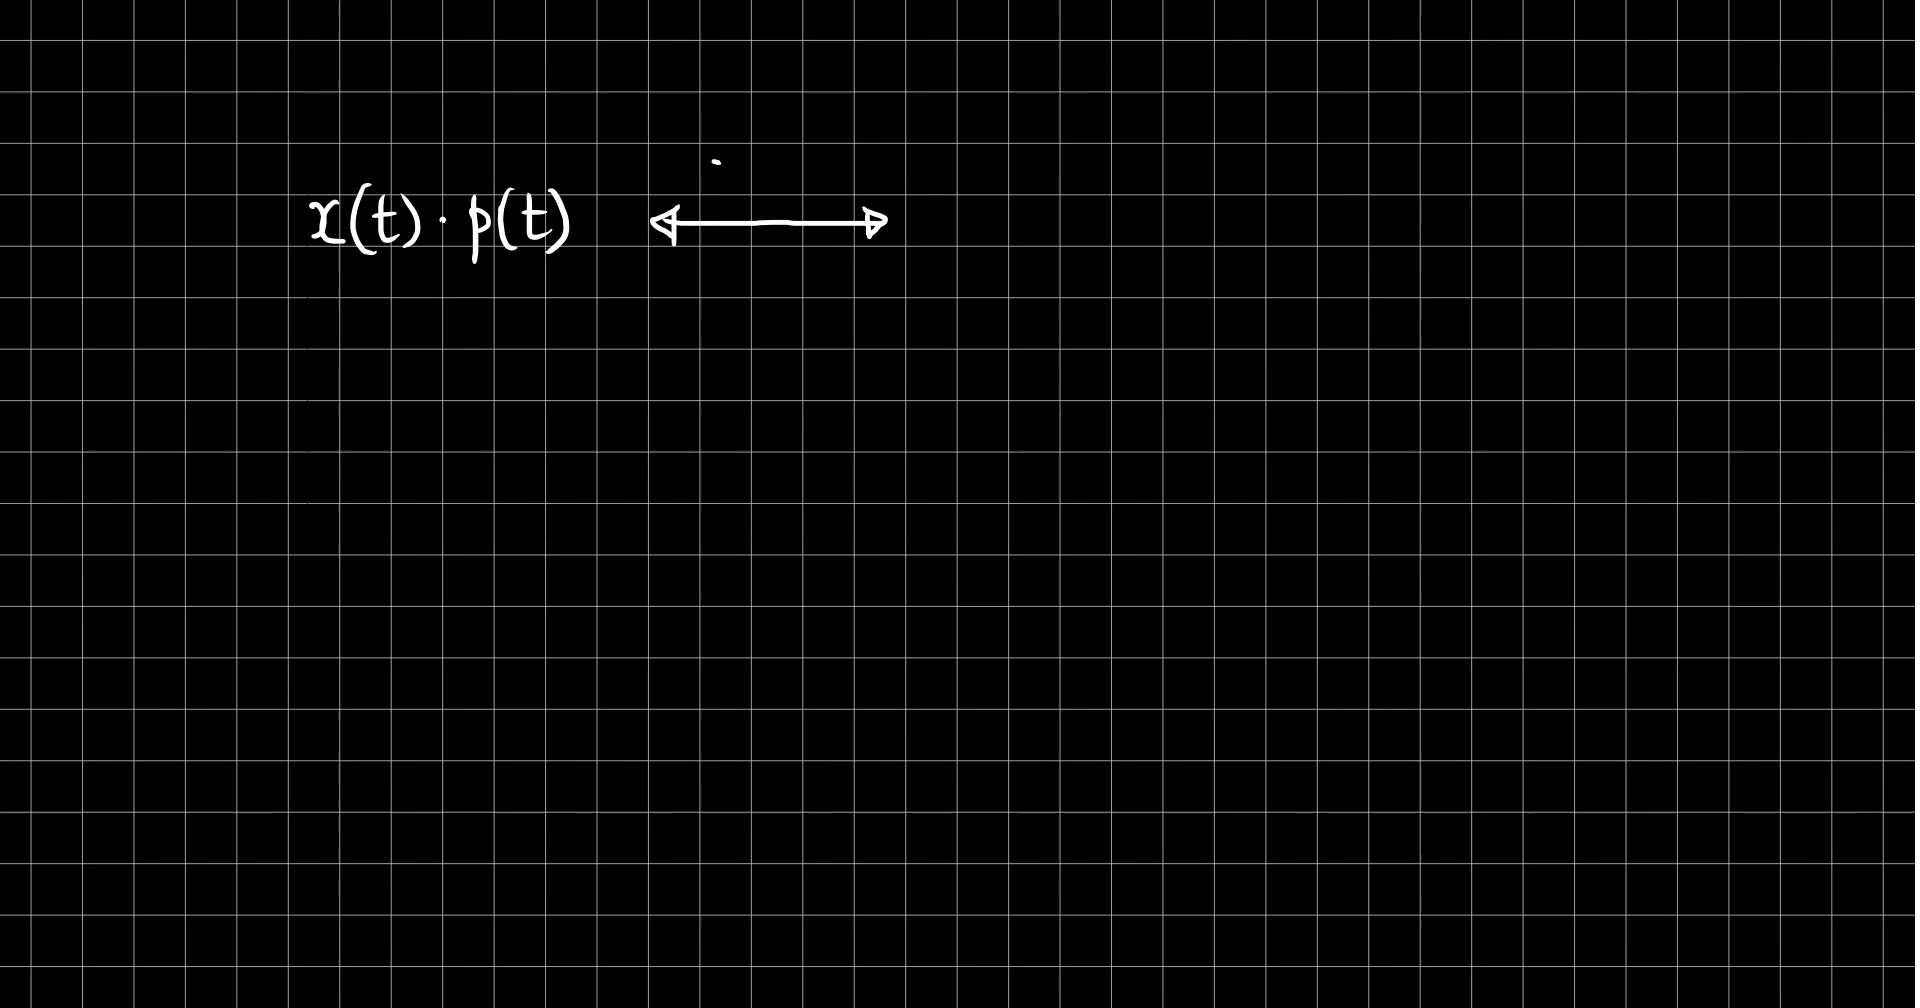 x(t) · p(t) ⟷